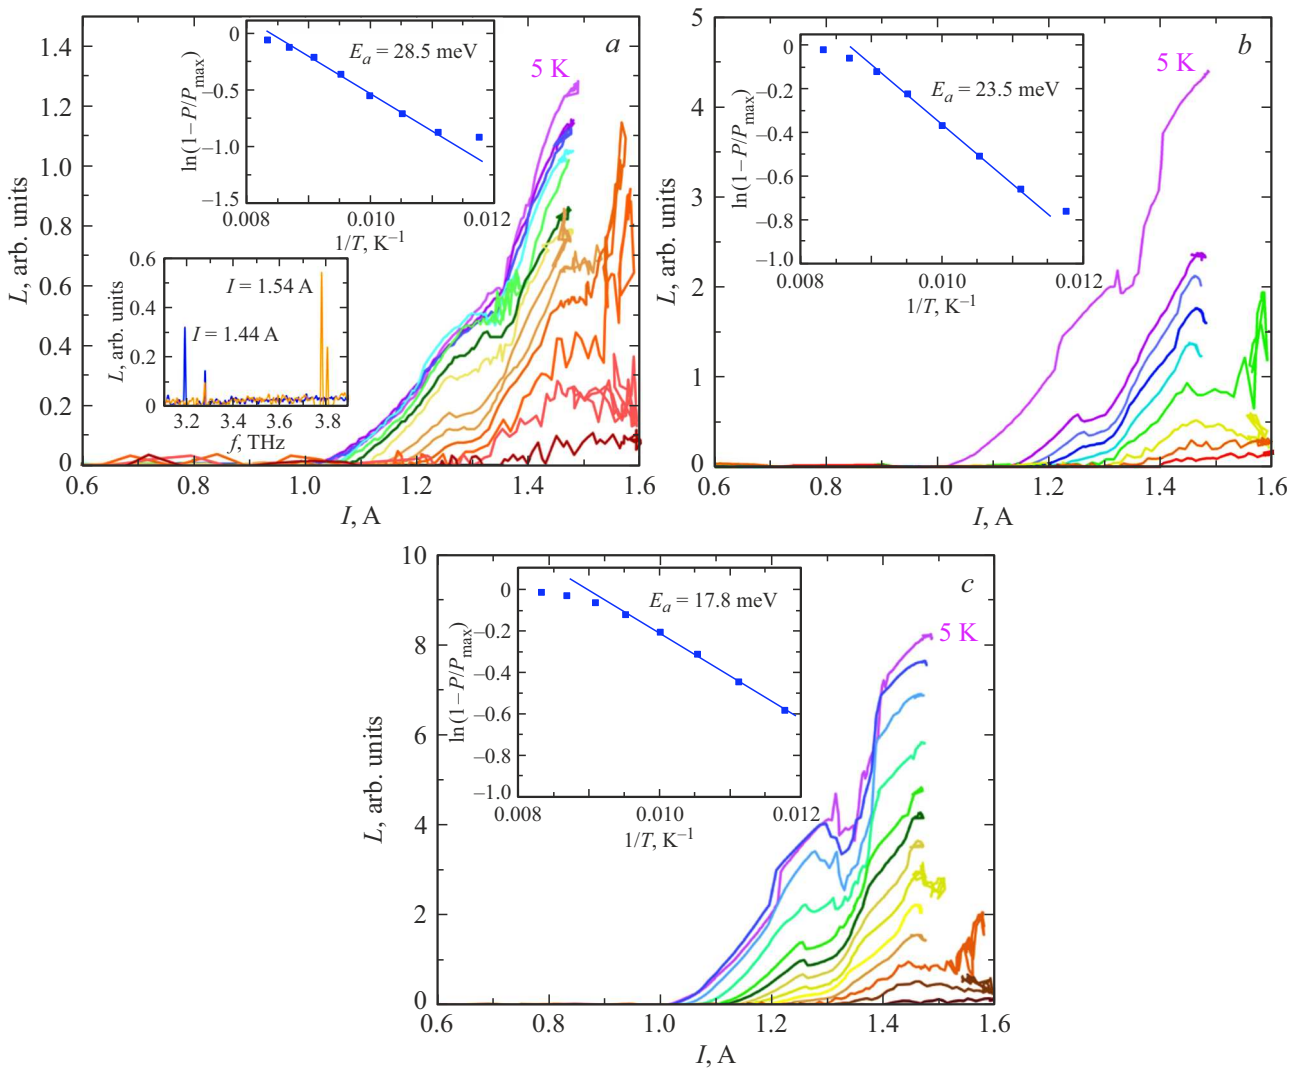 a
L, arb. units
1.4
1.2
1.0
0.8
0.6
0.4
0.2
0
0.6
0.8
1.0
1.2
1.4
1.6
I, A
5 K
ln(1–P/Pmax)
0
–0.5
–1.0
–1.5
0.008
0.010
0.012
1/T, K–1
Ea = 28.5 meV
L, arb. units
0.6
0.4
0.2
0
3.2
3.4
3.6
3.8
f, THz
I = 1.54 A
I = 1.44 A
b
L, arb. units
5
4
3
2
1
0
0.6
0.8
1.0
1.2
1.4
1.6
I, A
5 K
ln(1–P/Pmax)
0
–0.2
–0.4
–0.6
–0.8
–1.0
0.008
0.010
0.012
1/T, K–1
Ea = 23.5 meV
c
L, arb. units
10
8
6
4
2
0
0.6
0.8
1.0
1.2
1.4
1.6
I, A
5 K
ln(1–P/Pmax)
0
–0.2
–0.4
–0.6
–0.8
–1.0
0.008
0.010
0.012
1/T, K–1
Ea = 17.8 meV